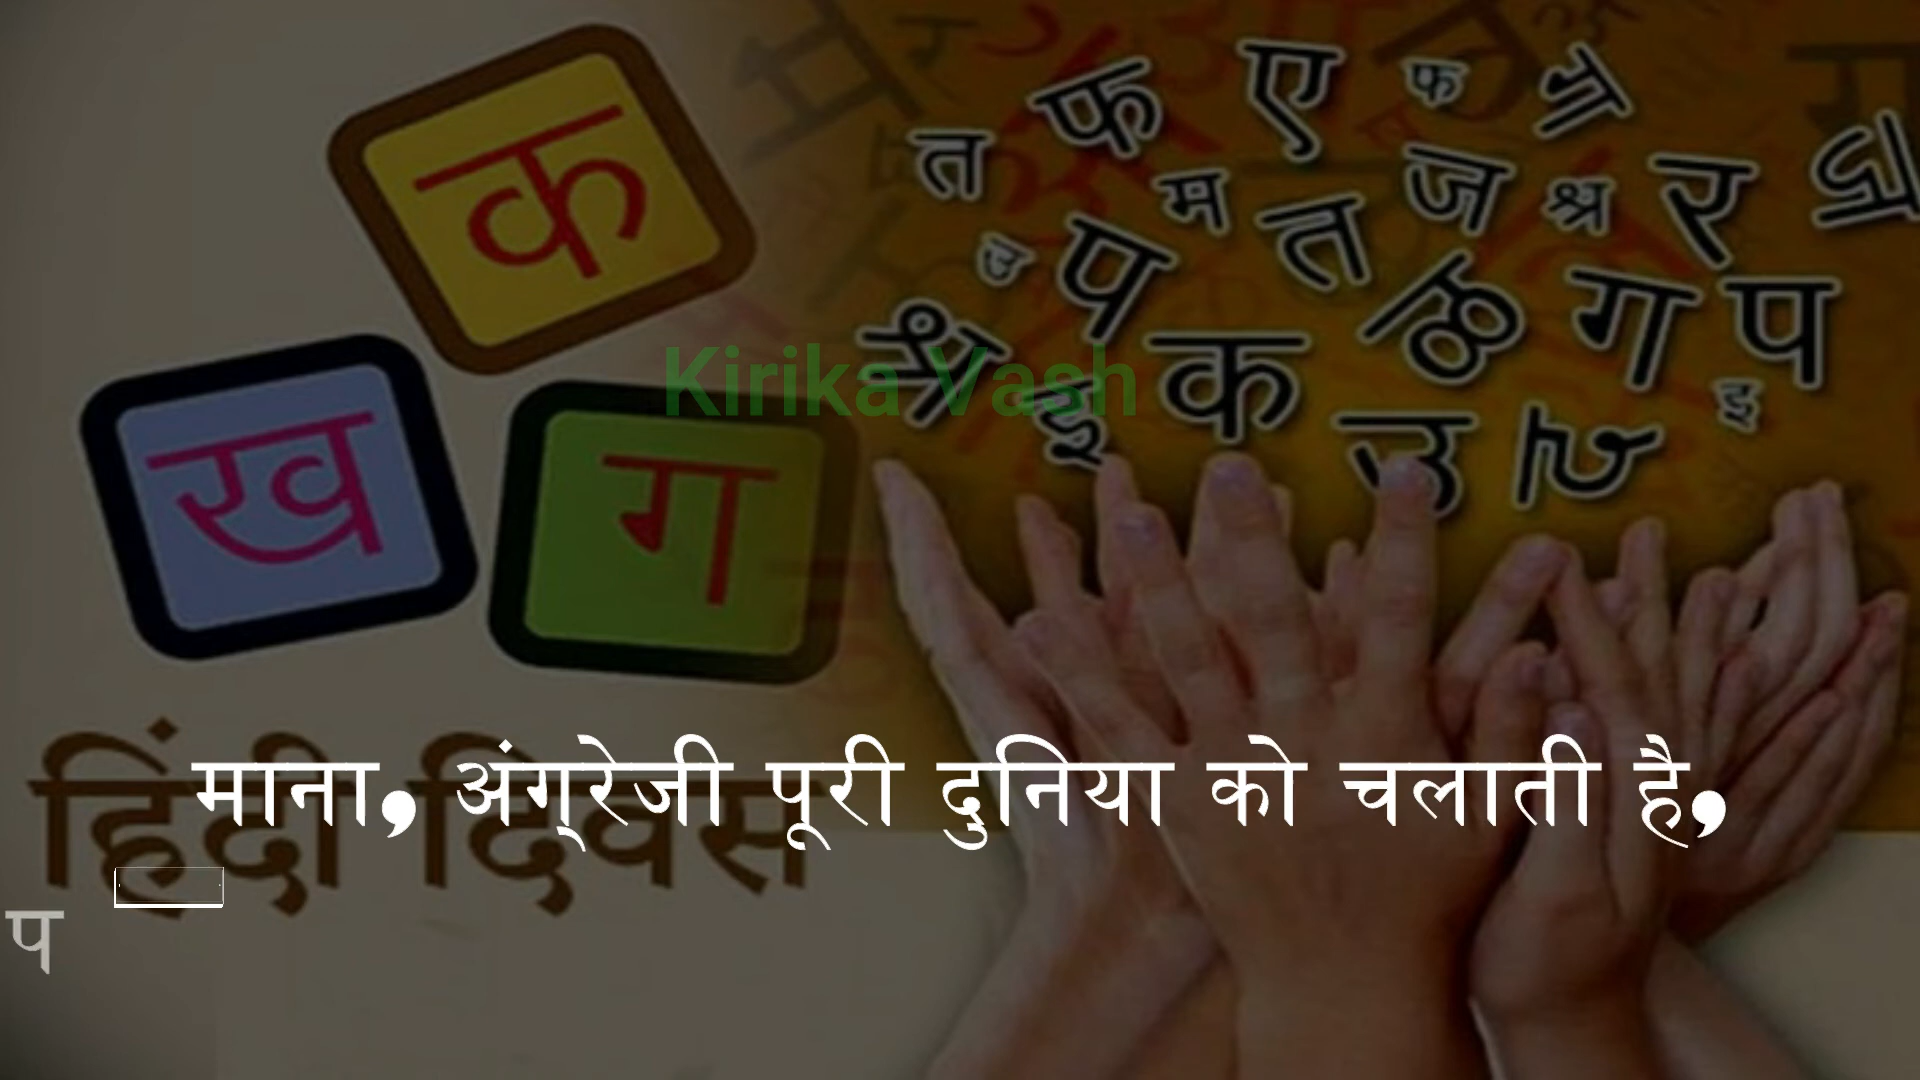 क
ख
ग
त फ ए फ ग
म ज श्र र
प त
श्र क ठ ग प
इ उ ट इ
Kirika Vash
हिंदी दिवस
माना, अंग्रेजी पूरी दुनिया को चलाती है,
प